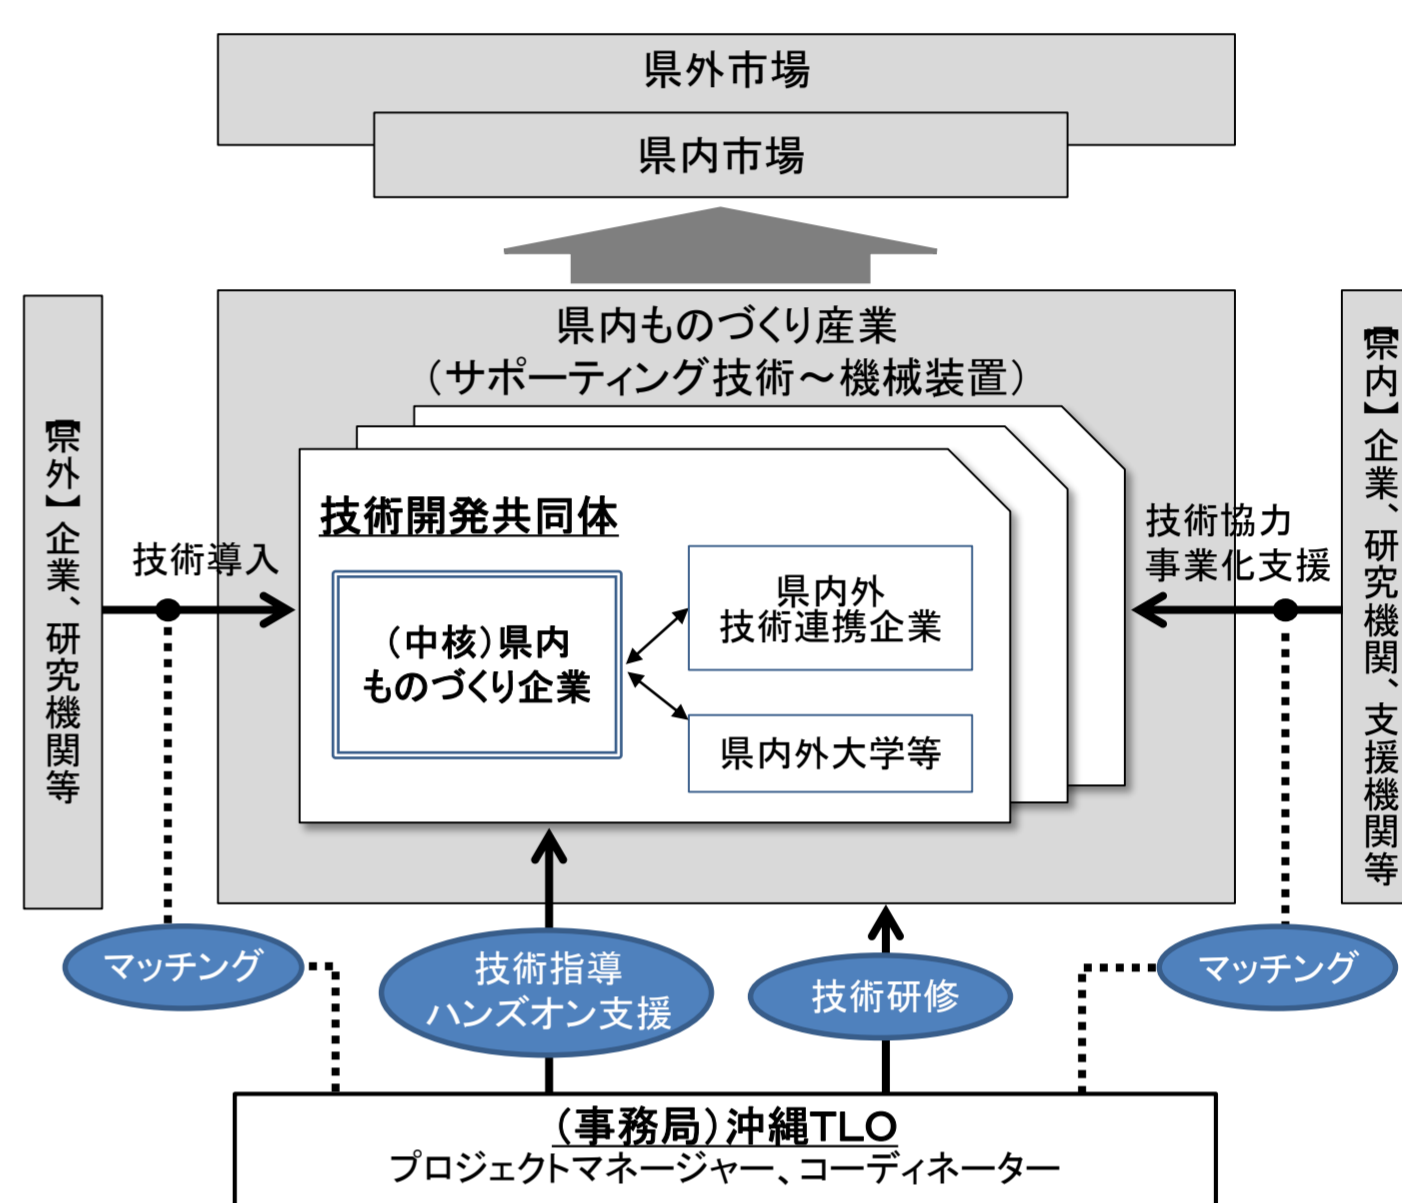 県外市場
県内市場
県内ものづくり産業
（サポーティング技術～機械装置）
【県外】企業、研究機関等
技術導入
技術開発共同体
（中核）県内
ものづくり企業
県内外
技術連携企業
県内外大学等
技術協力
事業化支援
【県内】企業、研究機関、支援機関等
マッチング
技術指導
ハンズオン支援
技術研修
マッチング
（事務局）沖縄TLO
プロジェクトマネージャー、コーディネーター